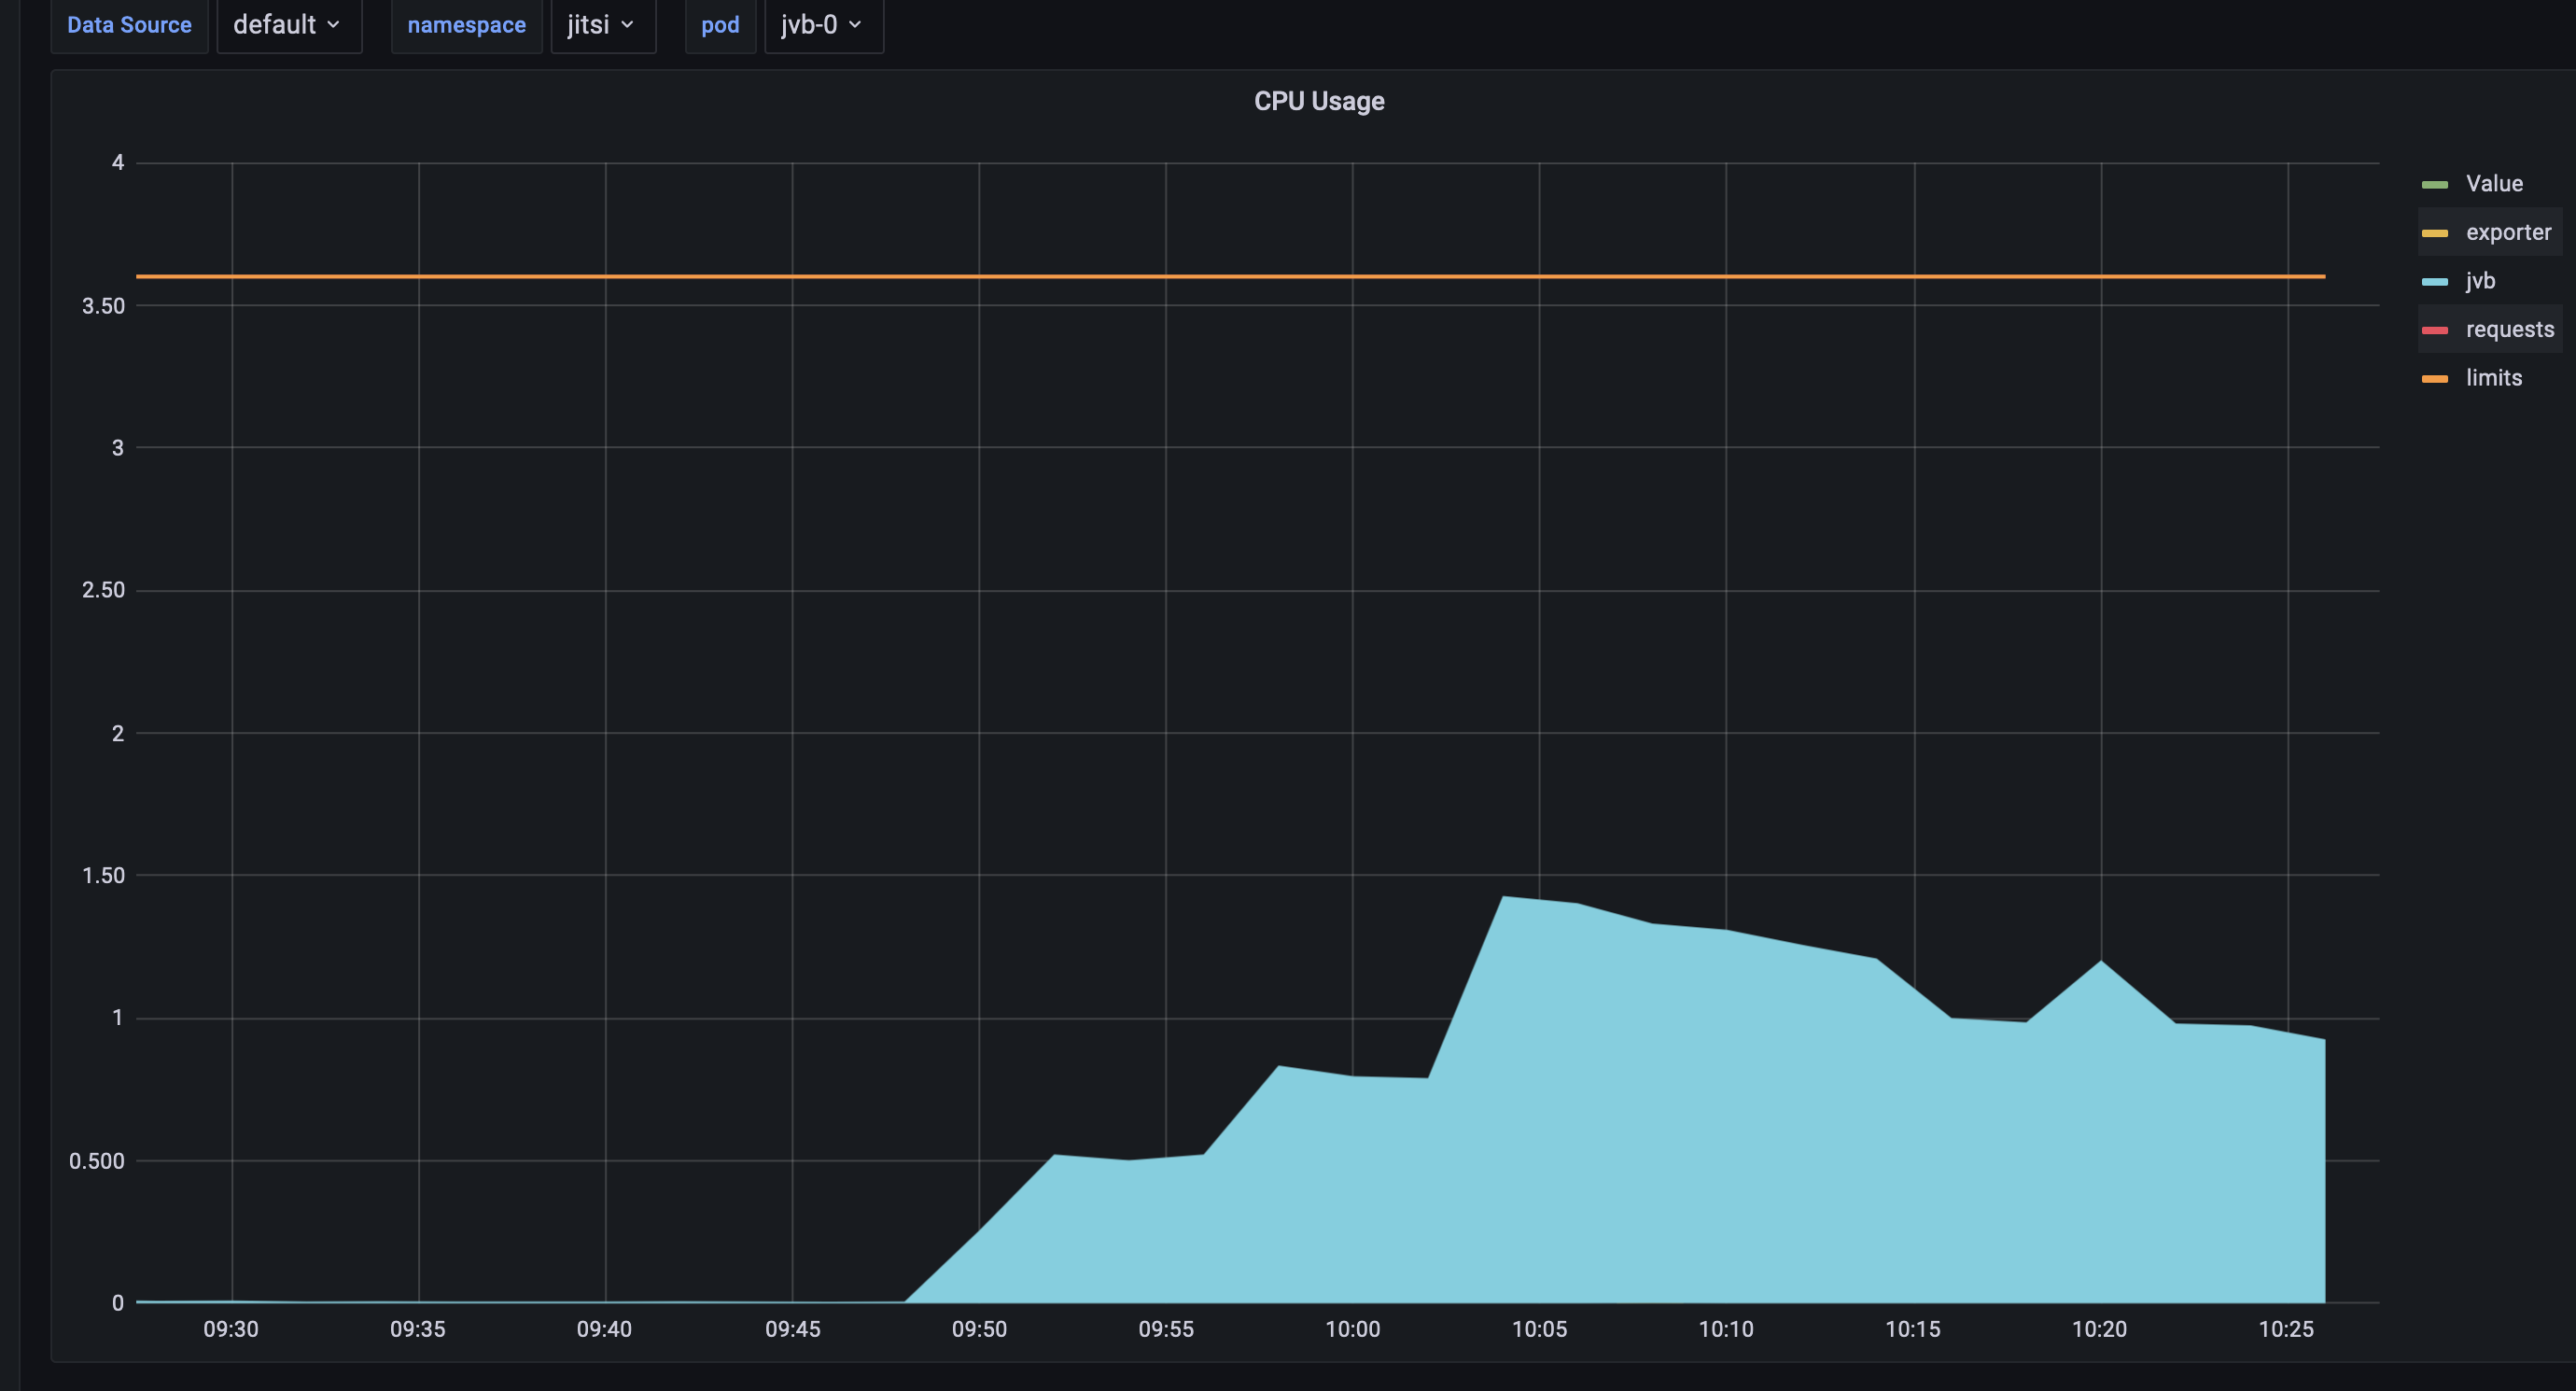 Data Source default namespace jitsi pod jvb-0
CPU Usage
4
3.50
3
2.50
2
1.50
1
0.500
0
09:30 09:35 09:40 09:45 09:50 09:55 10:00 10:05 10:10 10:15 10:20 10:25
Value
exporter
jvb
requests
limits